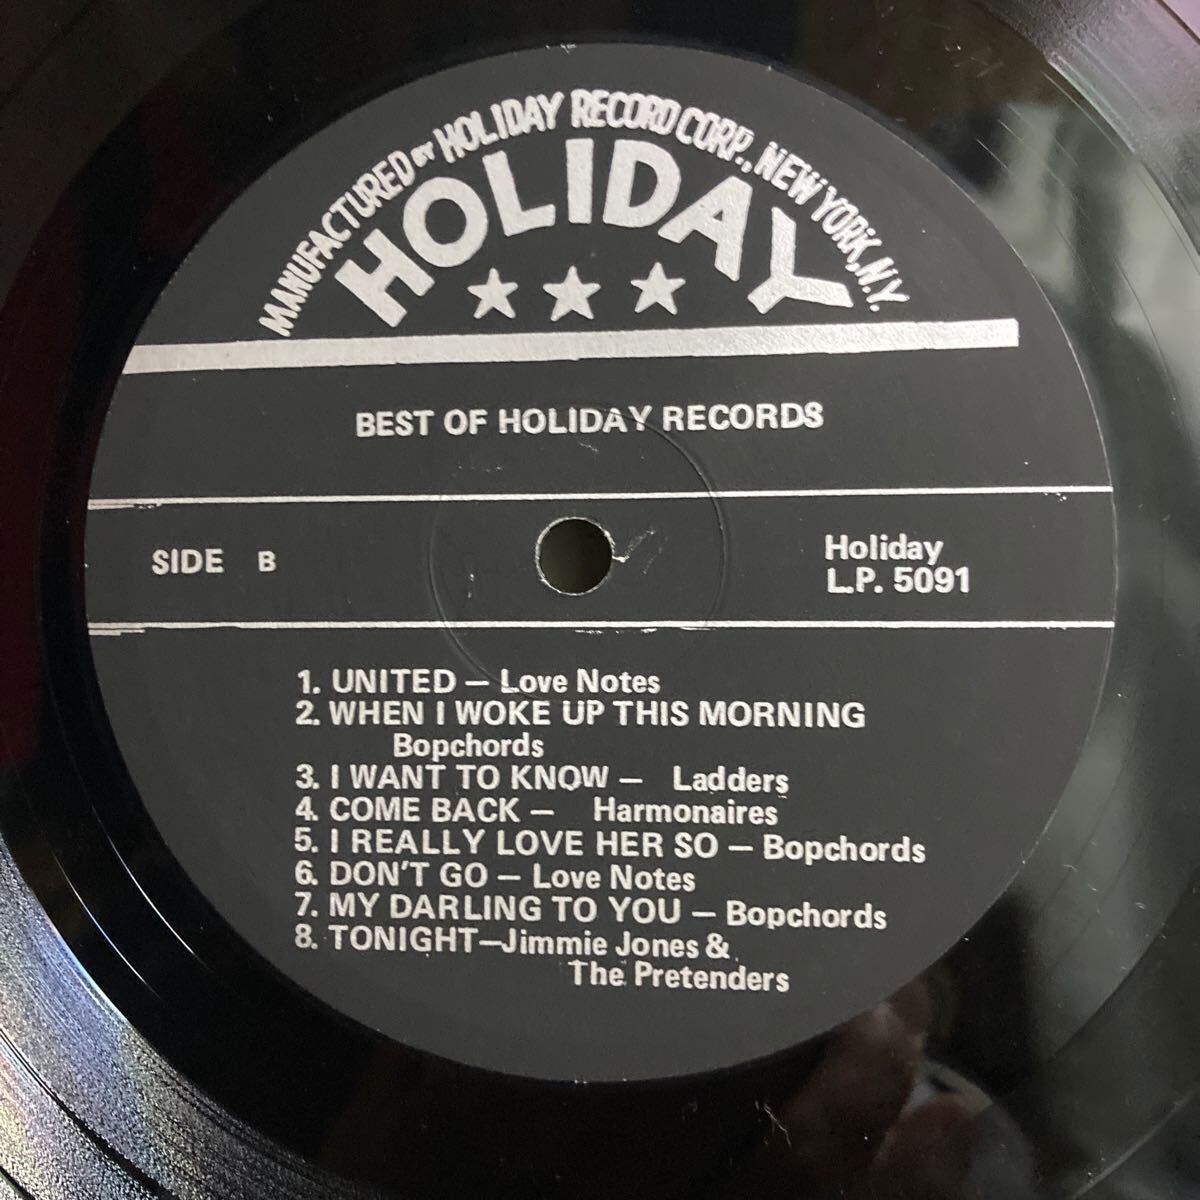 MANUFACTURED BY HOLIDAY RECORD CORP., NEW YORK, N.Y.
HOLIDAY
BEST OF HOLIDAY RECORDS
SIDE B
Holiday
L.P. 5091
1. UNITED — Love Notes
2. WHEN I WOKE UP THIS MORNING
Bopchords
3. I WANT TO KNOW — Ladders
4. COME BACK — Harmonaires
5. I REALLY LOVE HER SO — Bopchords
6. DON'T GO — Love Notes
7. MY DARLING TO YOU — Bopchords
8. TONIGHT—Jimmie Jones &
The Pretenders